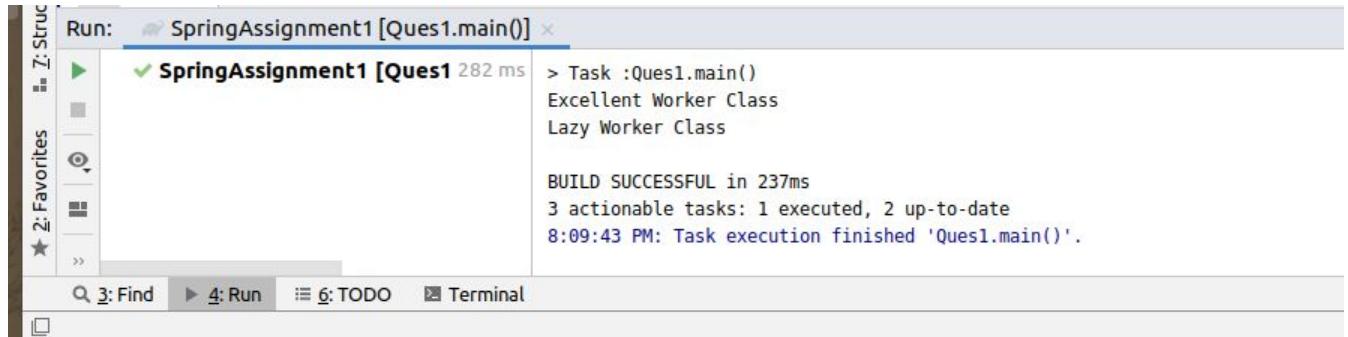 Run: SpringAssignment1 [Ques1.main()] ×
SpringAssignment1 [Ques1 282 ms
> Task :Ques1.main()
Excellent Worker Class
Lazy Worker Class
BUILD SUCCESSFUL in 237ms
3 actionable tasks: 1 executed, 2 up-to-date
8:09:43 PM: Task execution finished 'Ques1.main()'.
7: Struc
2: Favorites
3: Find 4: Run 6: TODO Terminal